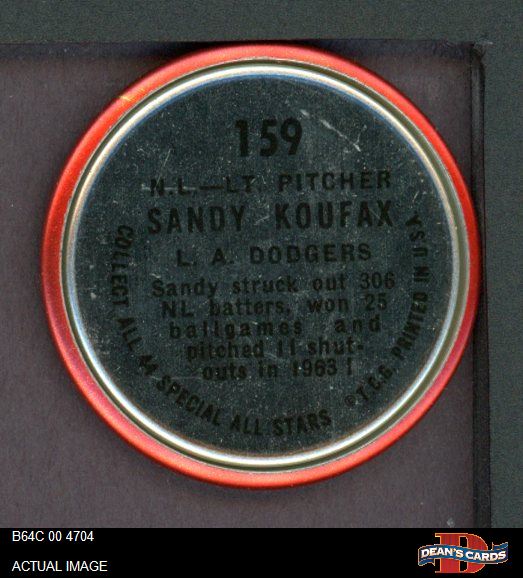 159
N.L.—LT. PITCHER
SANDY KOUFAX
L. A. DODGERS
Sandy struck out 306
NL batters, won 25
ballgames and
pitched 11 shut-
outs in 1963!
COLLECT ALL 44 SPECIAL ALL STARS
©T.C.G. PRINTED IN U.S.A.
B64C 00 4704
ACTUAL IMAGE
DEAN'S CARDS